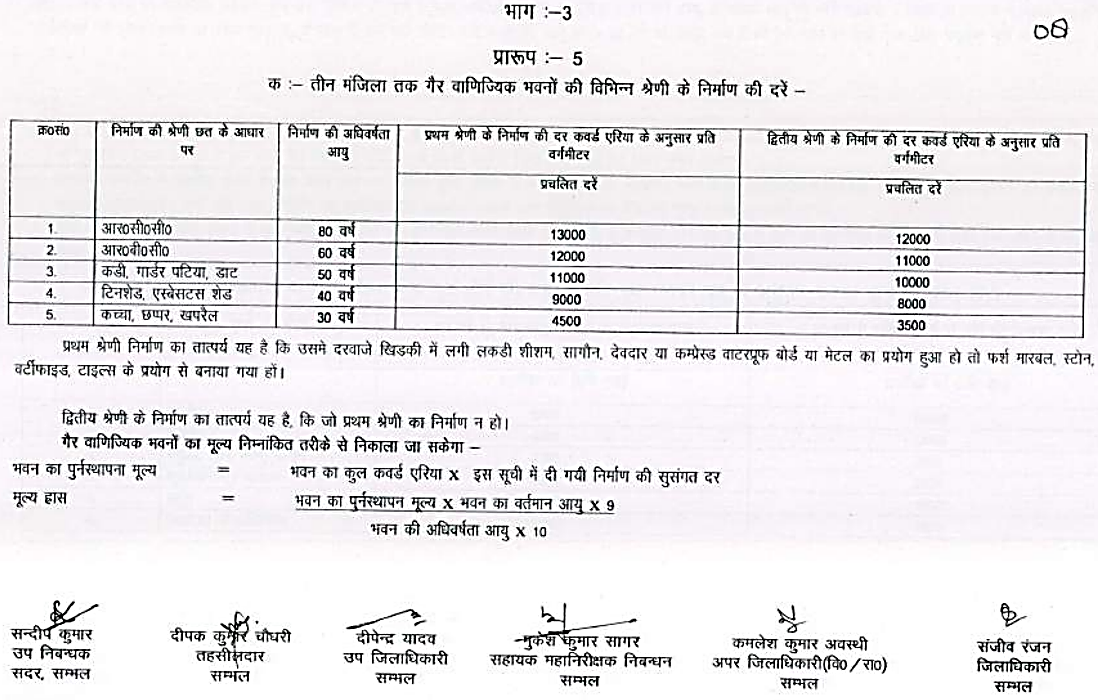 भाग :–3
08
प्रारूप :– 5
क :– तीन मंजिला तक गैर वाणिज्यिक भवनों की विभिन्न श्रेणी के निर्माण की दरें –
क्र०सं० निर्माण की श्रेणी छत के आधार पर निर्माण की अधिवर्षता आयु प्रथम श्रेणी के निर्माण की दर कवर्ड एरिया के अनुसार प्रति वर्गमीटर द्वितीय श्रेणी के निर्माण की दर कवर्ड एरिया के अनुसार प्रति वर्गमीटर
प्रचलित दरें प्रचलित दरें
1. आर०सी०सी० 80 वर्ष 13000 12000
2. आर०बी०सी० 60 वर्ष 12000 11000
3. कडी, गार्डर पटिया, डाट 50 वर्ष 11000 10000
4. टिनशेड, एस्बेसटस शेड 40 वर्ष 9000 8000
5. कच्चा, छप्पर, खपरैल 30 वर्ष 4500 3500
प्रथम श्रेणी निर्माण का तात्पर्य यह है कि उसमे दरवाजे खिडकी में लगी लकडी शीशम, सागौन, देवदार या कम्प्रेस्ड वाटरप्रूफ बोर्ड या मेटल का प्रयोग हुआ हो तो फर्श मारबल, स्टोन,
वर्टीफाइड, टाइल्स के प्रयोग से बनाया गया हों।
द्वितीय श्रेणी के निर्माण का तात्पर्य यह है, कि जो प्रथम श्रेणी का निर्माण न हो।
गैर वाणिज्यिक भवनों का मूल्य निम्नांकित तरीके से निकाला जा सकेगा –
भवन का पुर्नस्थापना मूल्य = भवन का कुल कवर्ड एरिया x इस सूची में दी गयी निर्माण की सुसंगत दर
मूल्य हास = भवन का पुर्नस्थापन मूल्य x भवन का वर्तमान आयु x 9
भवन की अधिवर्षता आयु x 10
सन्दीप कुमार दीपक कुमार चौधरी दीपेन्द्र यादव मुकेश कुमार सागर कमलेश कुमार अवस्थी संजीव रंजन
उप निबन्धक तहसीलदार उप जिलाधिकारी सहायक महानिरीक्षक निबन्धन अपर जिलाधिकारी(वि०/रा०) जिलाधिकारी
सदर, सम्भल सम्भल सम्भल सम्भल सम्भल सम्भल